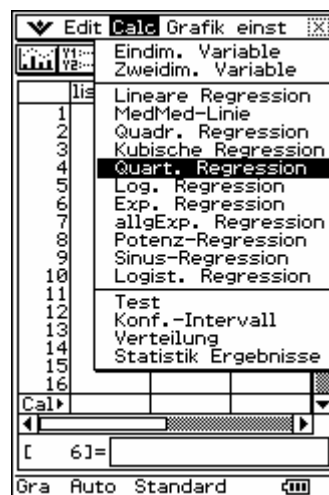 Edit Calc Grafik einst
Y1:
Y2:
Eindim. Variable
Zweidim. Variable
lis
Lineare Regression
MedMed-Linie
Quadr. Regression
Kubische Regression
Quart. Regression
Log. Regression
Exp. Regression
allgExp. Regression
Potenz-Regression
Sinus-Regression
Logist. Regression
Test
Konf.-Intervall
Verteilung
Statistik Ergebnisse
1
2
3
4
5
6
7
8
9
10
11
12
13
14
15
16
Cal
[ 6]=
Gra Auto Standard